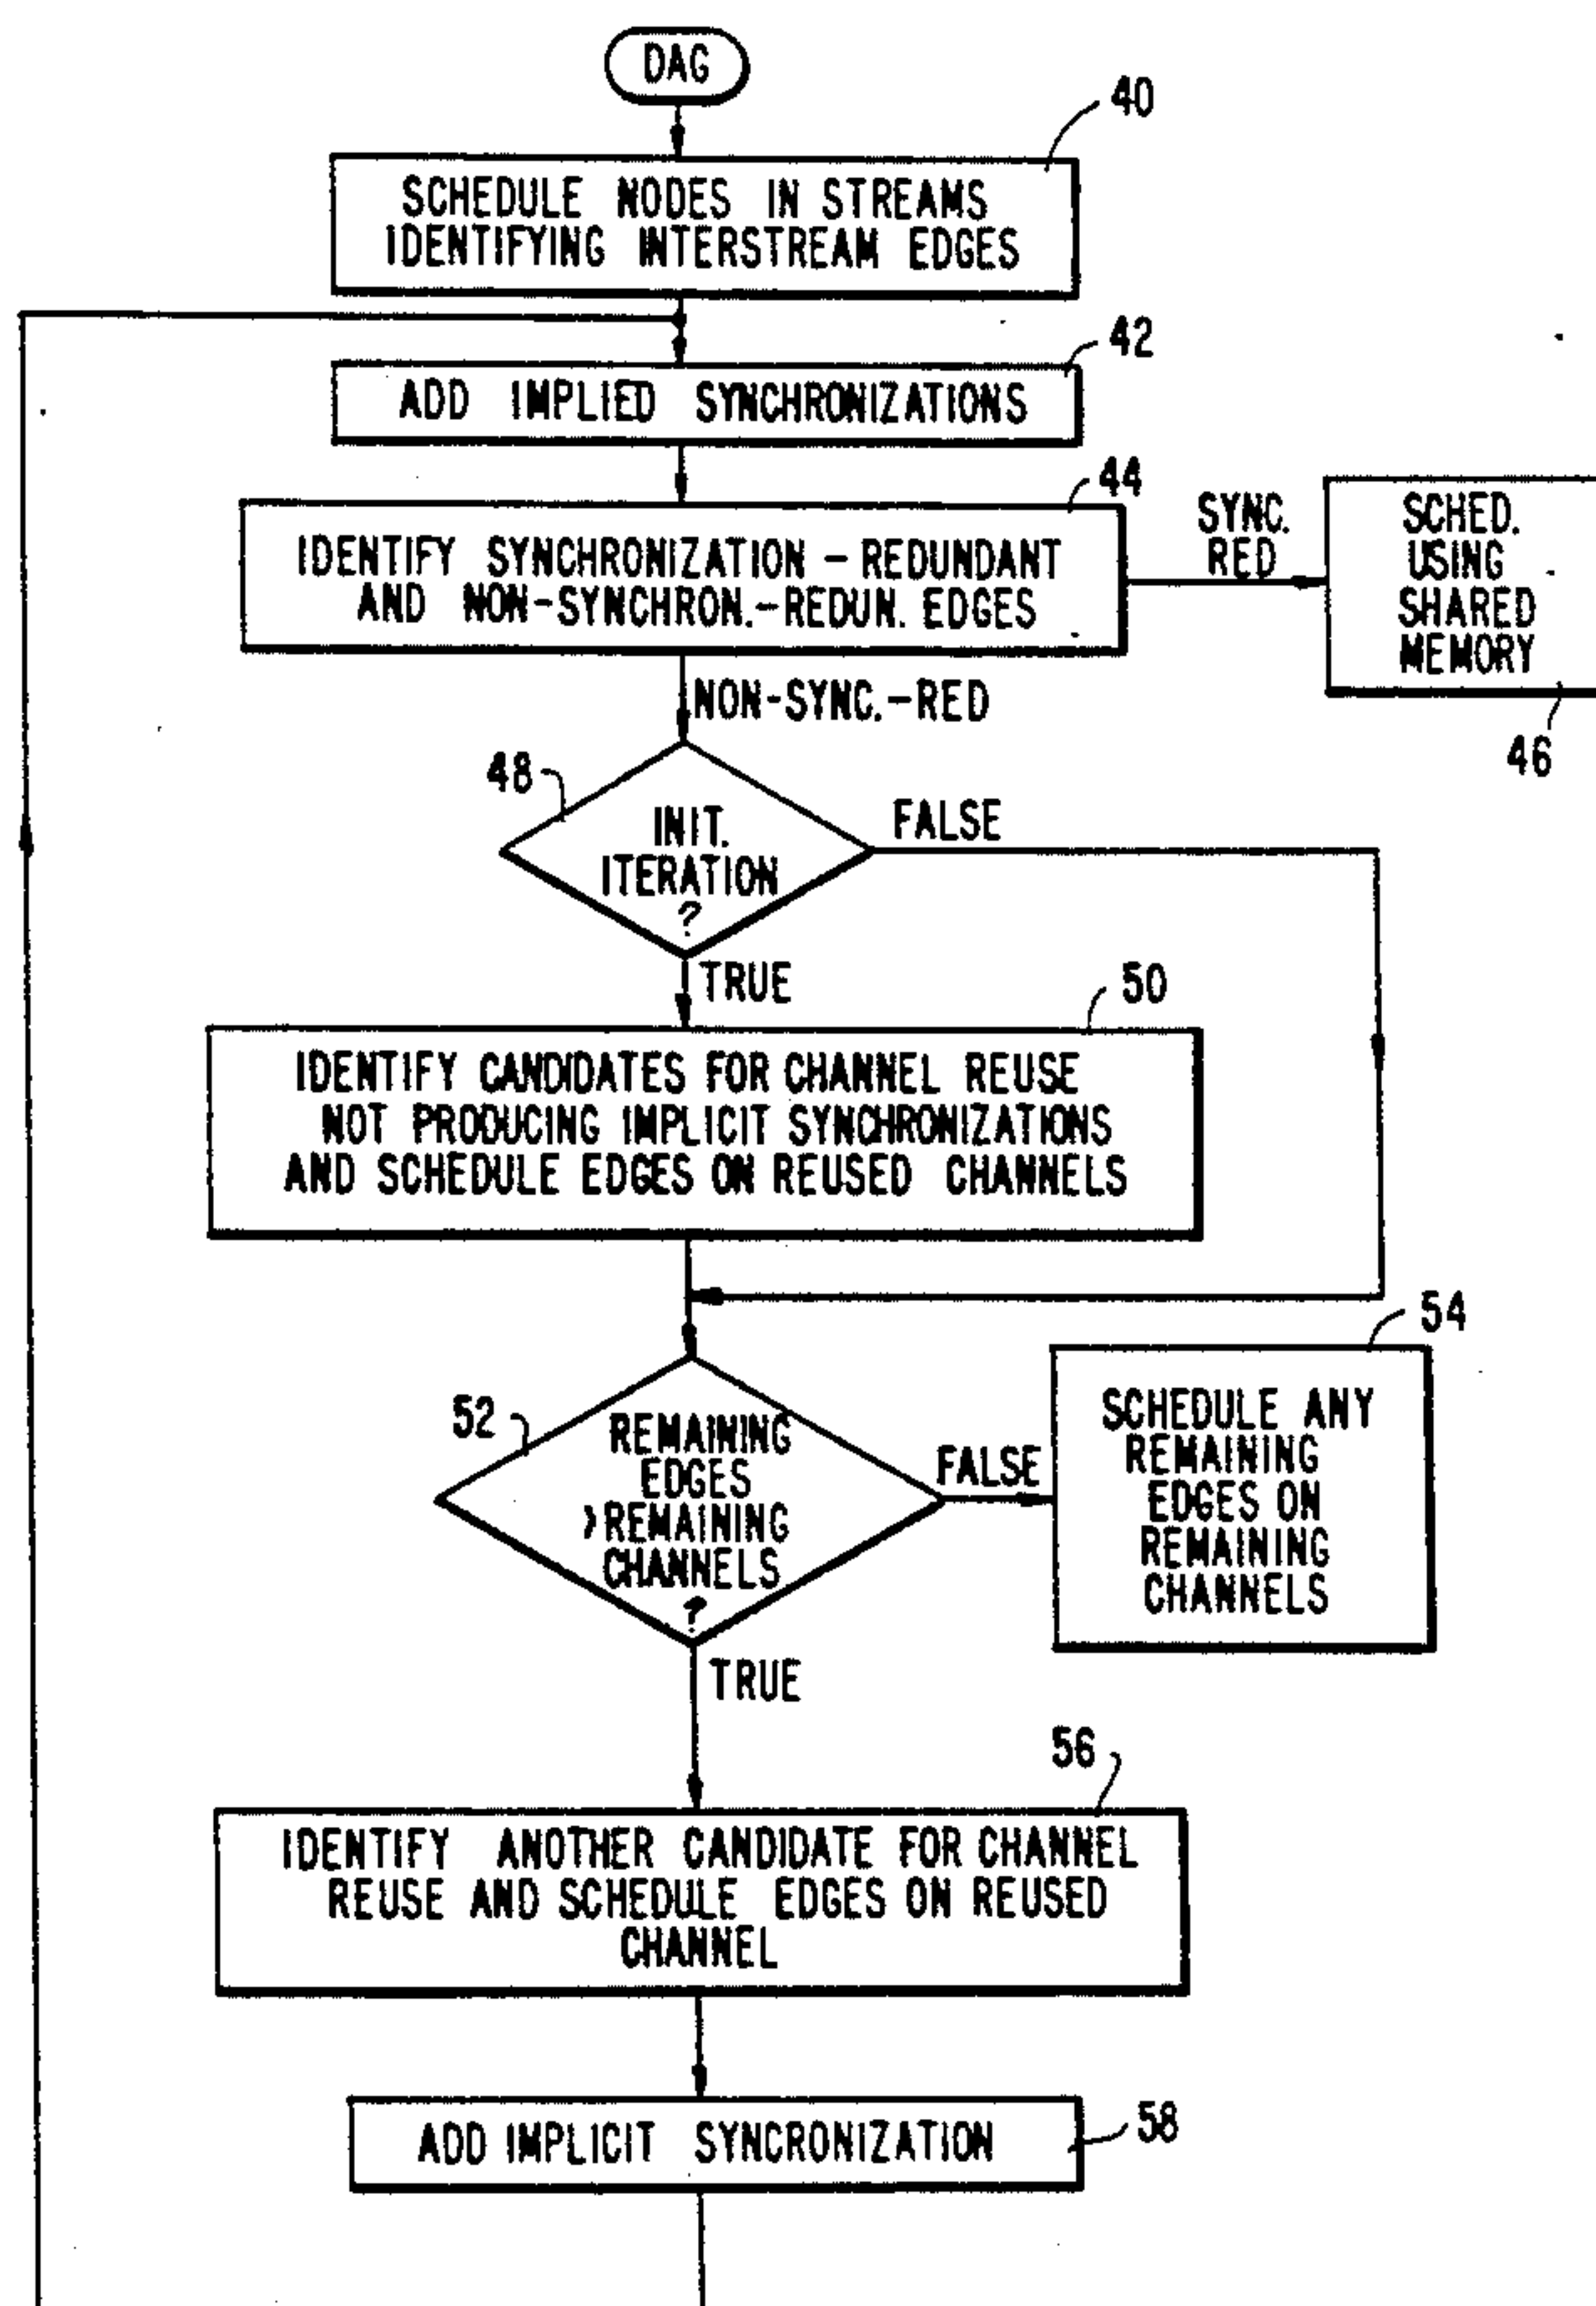 DAG
40
SCHEDULE NODES IN STREAMS
IDENTIFYING INTERSTREAM EDGES
42
ADD IMPLIED SYNCHRONIZATIONS
44
IDENTIFY SYNCHRONIZATION - REDUNDANT
AND NON-SYNCHRON.-REDUN. EDGES
SYNC.
RED
SCHED.
USING
SHARED
MEMORY
46
NON-SYNC.-RED
48
INIT.
ITERATION
?
FALSE
TRUE
50
IDENTIFY CANDIDATES FOR CHANNEL REUSE
NOT PRODUCING IMPLICIT SYNCHRONIZATIONS
AND SCHEDULE EDGES ON REUSED CHANNELS
52
REMAINING
EDGES
>REMAINING
CHANNELS
?
FALSE
54
SCHEDULE ANY
REMAINING
EDGES ON
REMAINING
CHANNELS
TRUE
56
IDENTIFY ANOTHER CANDIDATE FOR CHANNEL
REUSE AND SCHEDULE EDGES ON REUSED
CHANNEL
ADD IMPLICIT SYNCRONIZATION
58